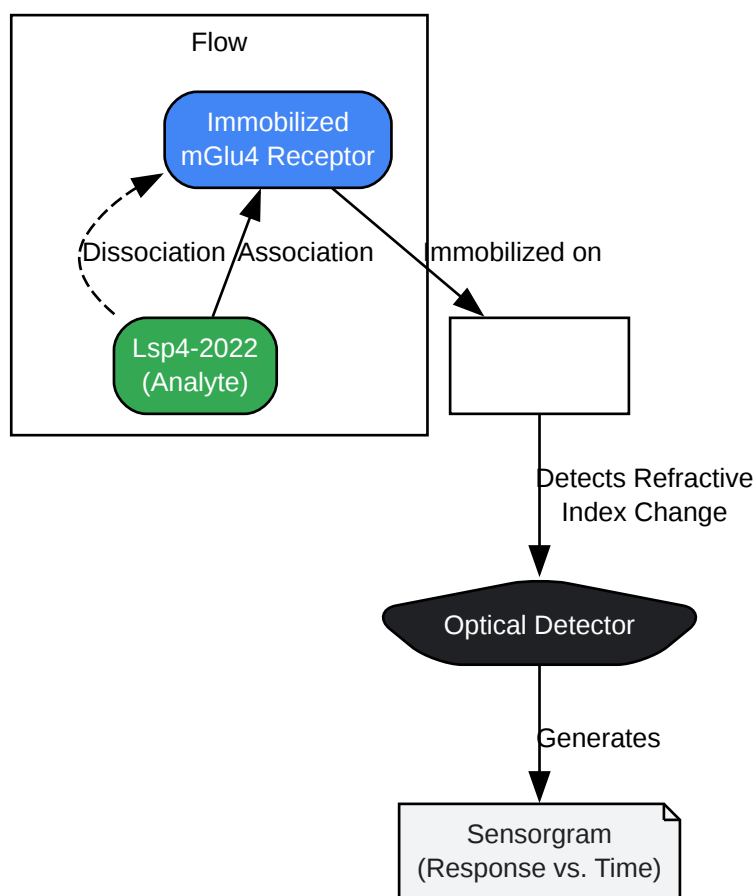 Flow
Immobilized
mGlu4 Receptor
Dissociation
Association
Immobilized on
Lsp4-2022
(Analyte)
Detects Refractive
Index Change
Optical Detector
Generates
Sensorgram
(Response vs. Time)